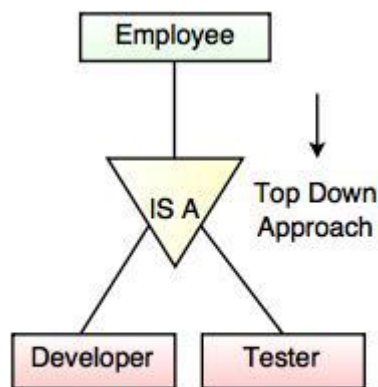 Employee
IS A
Top Down
Approach
Developer
Tester